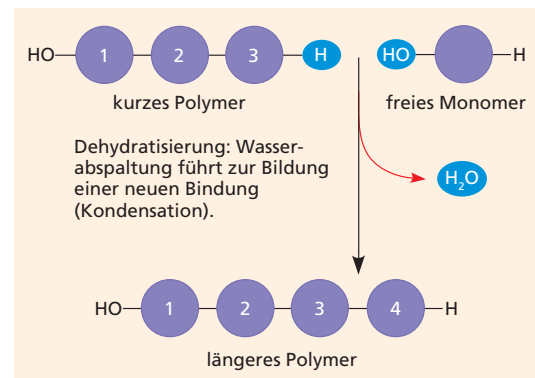 HO 1 2 3 H HO H
kurzes Polymer freies Monomer
Dehydratisierung: Wasser-
abspaltung führt zur Bildung
einer neuen Bindung
(Kondensation).
H₂O
HO 1 2 3 4 H
längeres Polymer